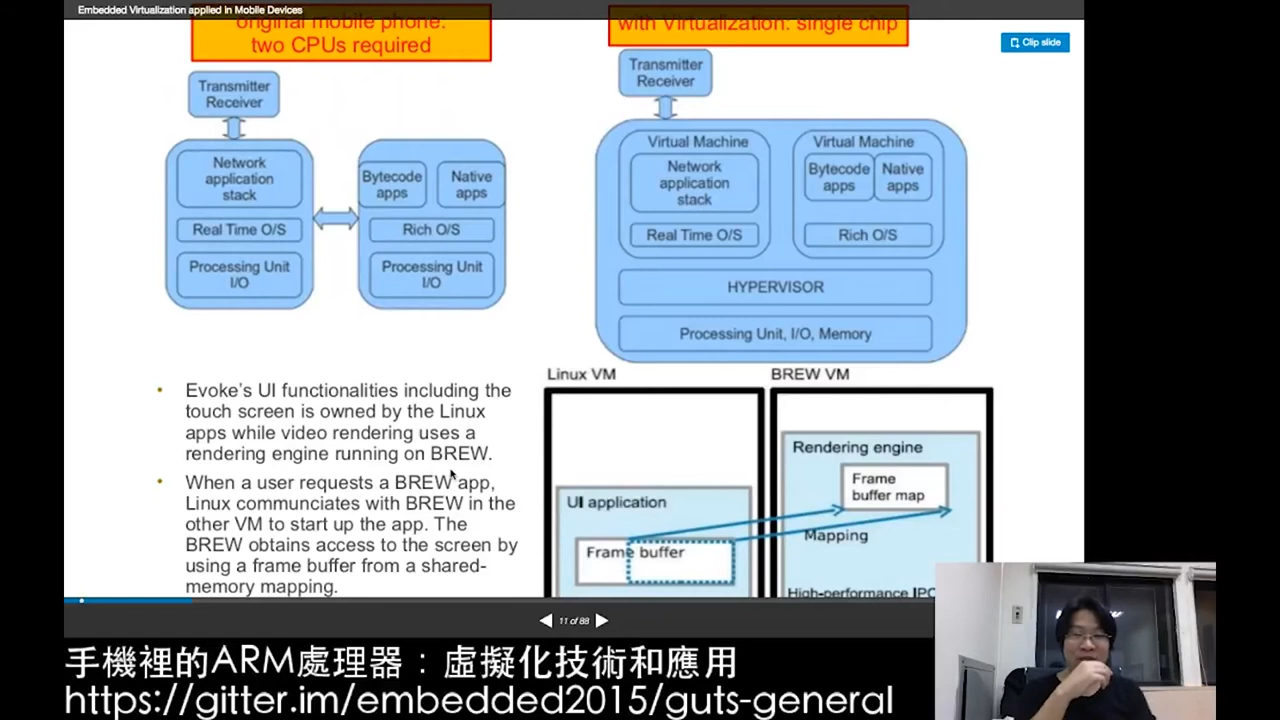 Embedded Virtualization applied in Mobile Devices
original mobile phone:
two CPUs required
with Virtualization: single chip
Clip slide
Transmitter
Receiver
Network
application
stack
Real Time O/S
Processing Unit
I/O
Bytecode
apps
Native
apps
Rich O/S
Processing Unit
I/O
Transmitter
Receiver
Virtual Machine
Network
application
stack
Real Time O/S
Virtual Machine
Bytecode
apps
Native
apps
Rich O/S
HYPERVISOR
Processing Unit, I/O, Memory
• Evoke's UI functionalities including the
touch screen is owned by the Linux
apps while video rendering uses a
rendering engine running on BREW.
• When a user requests a BREW app,
Linux communciates with BREW in the
other VM to start up the app. The
BREW obtains access to the screen by
using a frame buffer from a shared-
memory mapping.
Linux VM
UI application
Frame buffer
BREW VM
Rendering engine
Frame
buffer map
Mapping
High-performance IPC
11 of 88
手機裡的ARM處理器：虛擬化技術和應用
https://gitter.im/embedded2015/guts-general